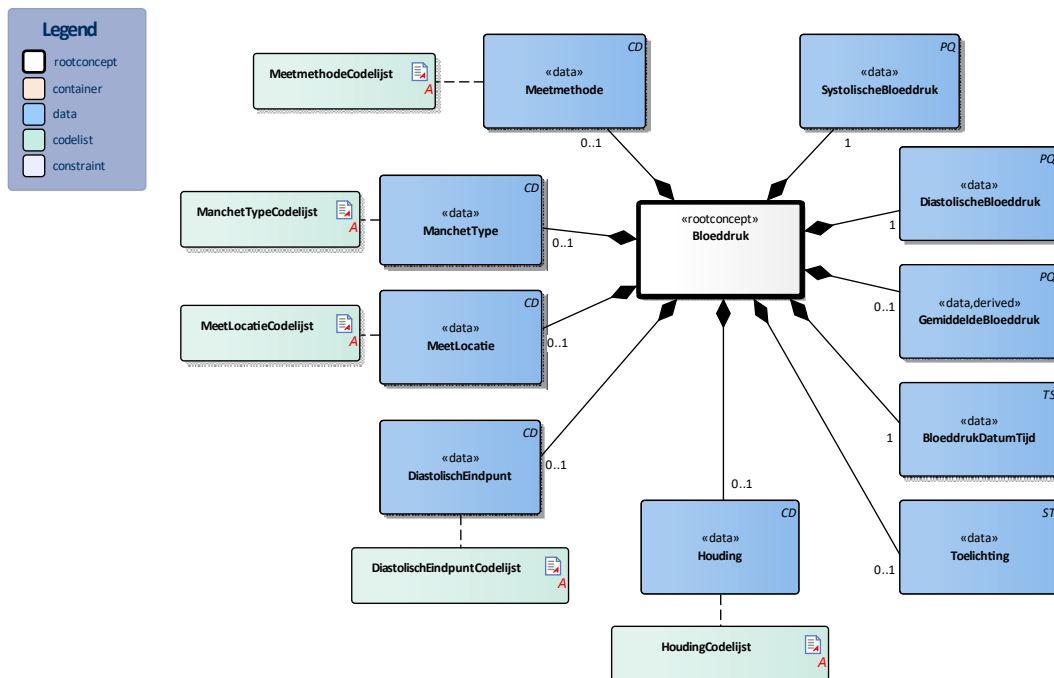 Legend
rootconcept
container
data
codelist
constraint
MeetmethodeCodelijst
A
CD
«data»
Meetmethode
0..1
PQ
«data»
SystolischeBloeddruk
1
PQ
«data»
DiastolischeBloeddruk
1
ManchetTypeCodelijst
A
CD
«data»
ManchetType
0..1
«rootconcept»
Bloeddruk
PQ
«data,derived»
GemiddeldeBloeddruk
0..1
MeetLocatieCodelijst
A
CD
«data»
MeetLocatie
0..1
TS
«data»
BloeddrukDatumTijd
1
CD
«data»
DiastolischEindpunt
0..1
DiastolischEindpuntCodelijst
A
0..1
CD
«data»
Houding
ST
«data»
Toelichting
0..1
HoudingCodelijst
A